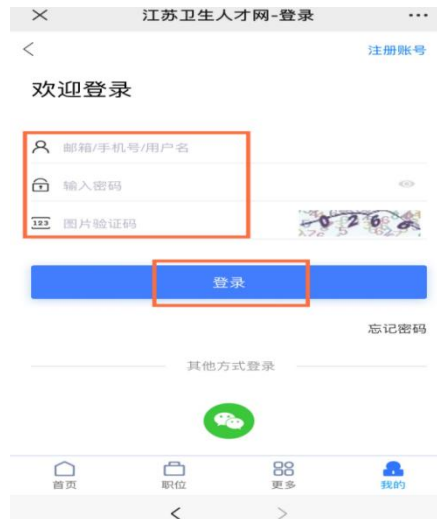 江苏卫生人才网-登录
注册账号
欢迎登录
邮箱/手机号/用户名
输入密码
123 图片验证码
登录
忘记密码
其他方式登录
首页 职位 更多 我的